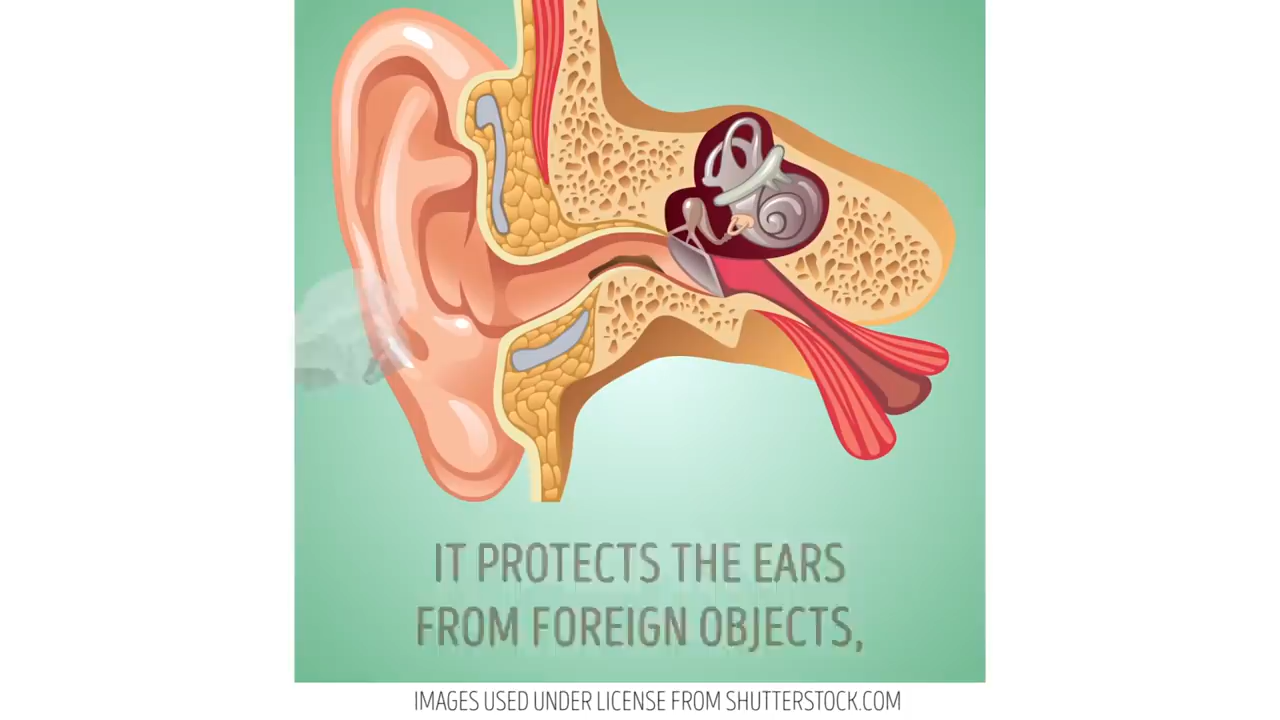 IT PROTECTS THE EARS
FROM FOREIGN OBJECTS,
IMAGES USED UNDER LICENSE FROM SHUTTERSTOCK.COM